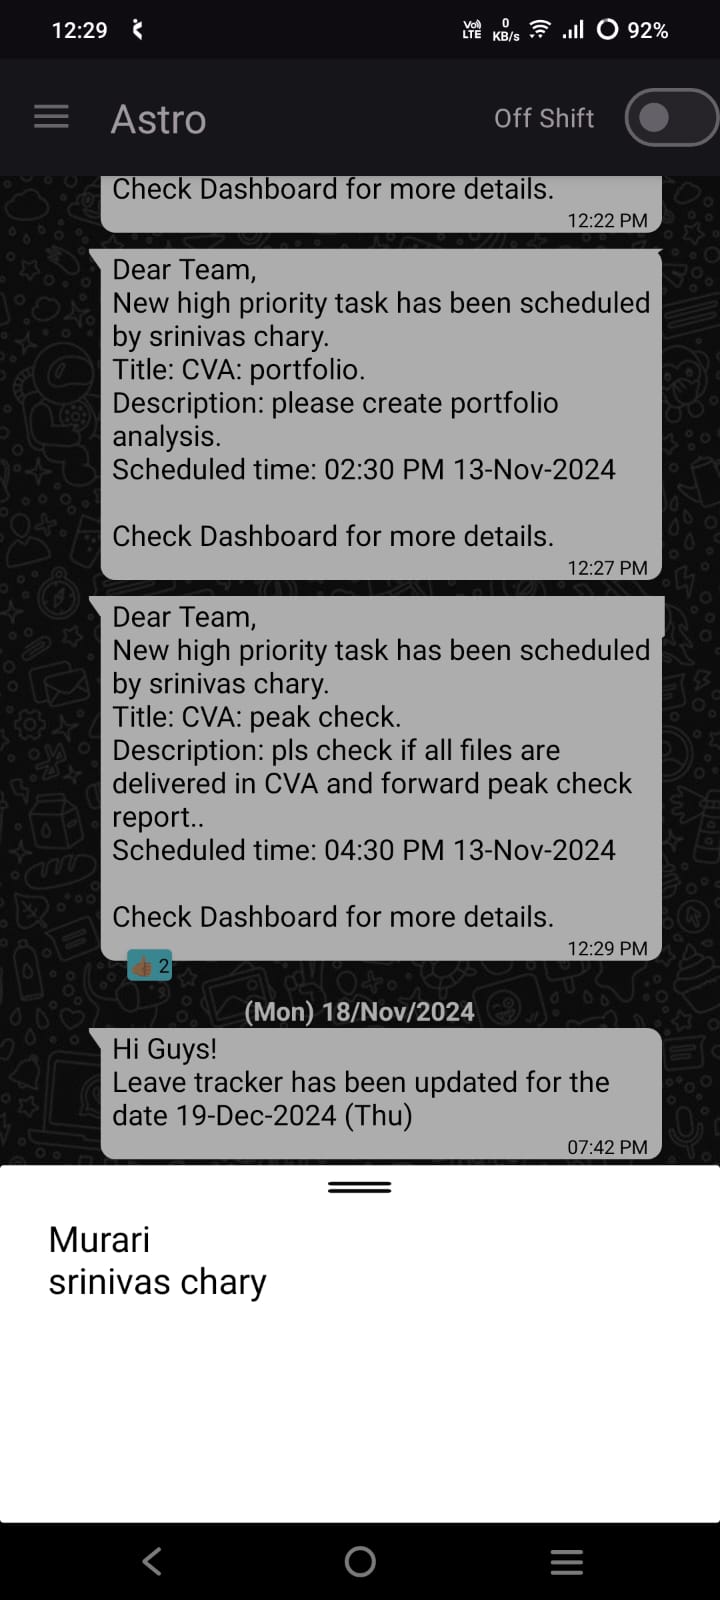 12:29
Vo) LTE
0 KB/s
92%
Astro
Off Shift
Check Dashboard for more details.
12:22 PM
Dear Team,
New high priority task has been scheduled
by srinivas chary.
Title: CVA: portfolio.
Description: please create portfolio
analysis.
Scheduled time: 02:30 PM 13-Nov-2024
Check Dashboard for more details.
12:27 PM
Dear Team,
New high priority task has been scheduled
by srinivas chary.
Title: CVA: peak check.
Description: pls check if all files are
delivered in CVA and forward peak check
report..
Scheduled time: 04:30 PM 13-Nov-2024
Check Dashboard for more details.
12:29 PM
👍🏽 2
(Mon) 18/Nov/2024
Hi Guys!
Leave tracker has been updated for the
date 19-Dec-2024 (Thu)
07:42 PM
Murari
srinivas chary